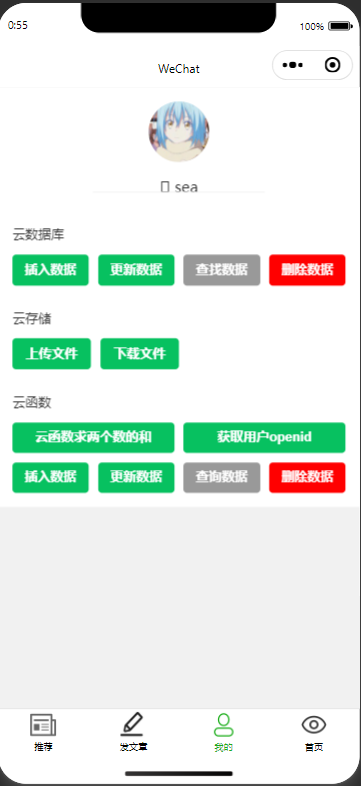 0:55 100%
WeChat
sea
云数据库
插入数据 更新数据 查找数据 删除数据
云存储
上传文件 下载文件
云函数
云函数求两个数的和 获取用户openid
插入数据 更新数据 查询数据 删除数据
推荐 发文章 我的 首页